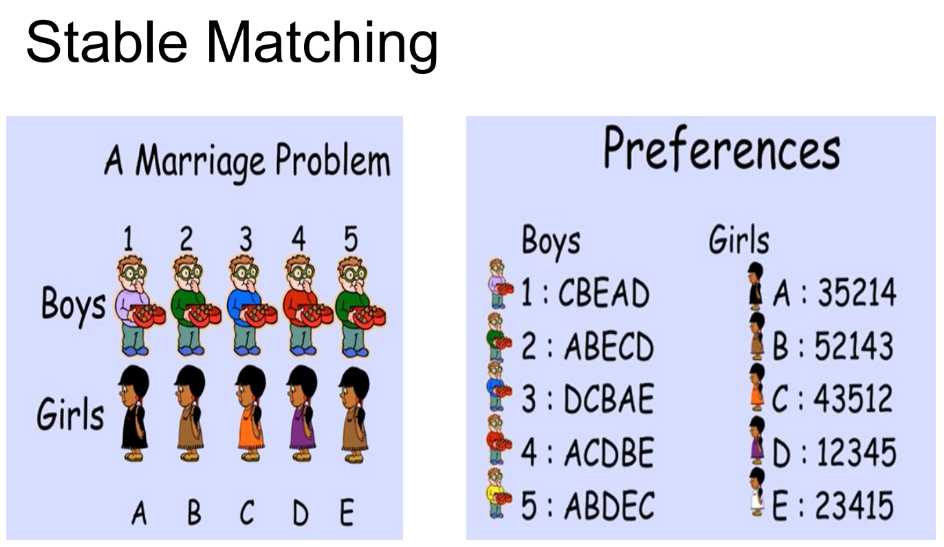 Stable Matching
A Marriage Problem
1 2 3 4 5
Boys
Girls
A B C D E
Preferences
Boys Girls
1 : CBEAD A : 35214
2 : ABECD B : 52143
3 : DCBAE C : 43512
4 : ACDBE D : 12345
5 : ABDEC E : 23415